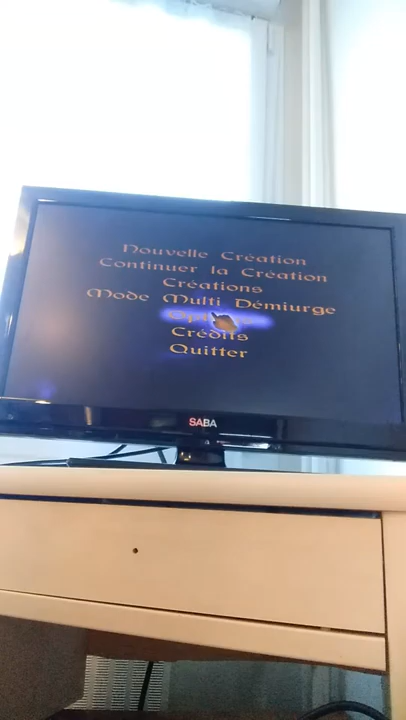 Nouvelle Création
Continuer la Création
Créations
Mode Multi Démiurge
Crédits
Quitter
SABA